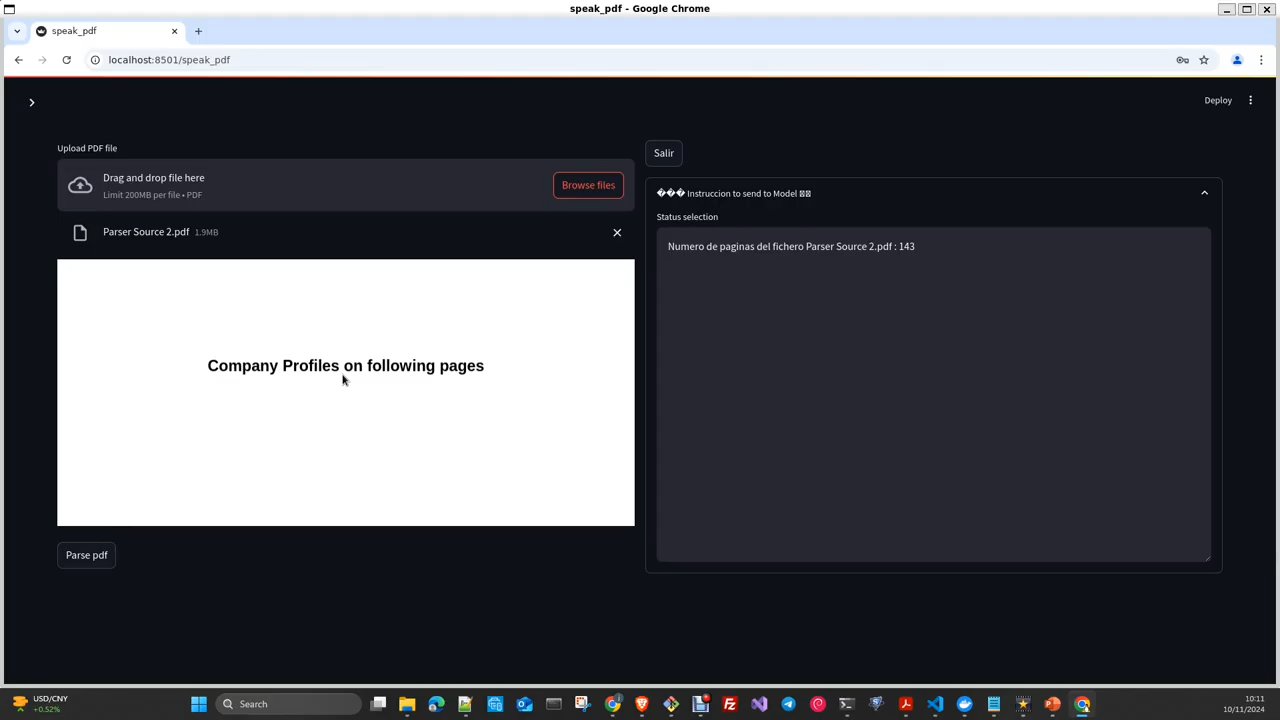 speak_pdf - Google Chrome
speak_pdf
localhost:8501/speak_pdf
Deploy
Upload PDF file
Drag and drop file here
Limit 200MB per file • PDF
Browse files
Parser Source 2.pdf 1.9MB
Company Profiles on following pages
Parse pdf
Salir
��� Instruccion to send to Model
Status selection
Numero de paginas del fichero Parser Source 2.pdf : 143
USD/CNY
+0.52%
Search
10:11
10/11/2024